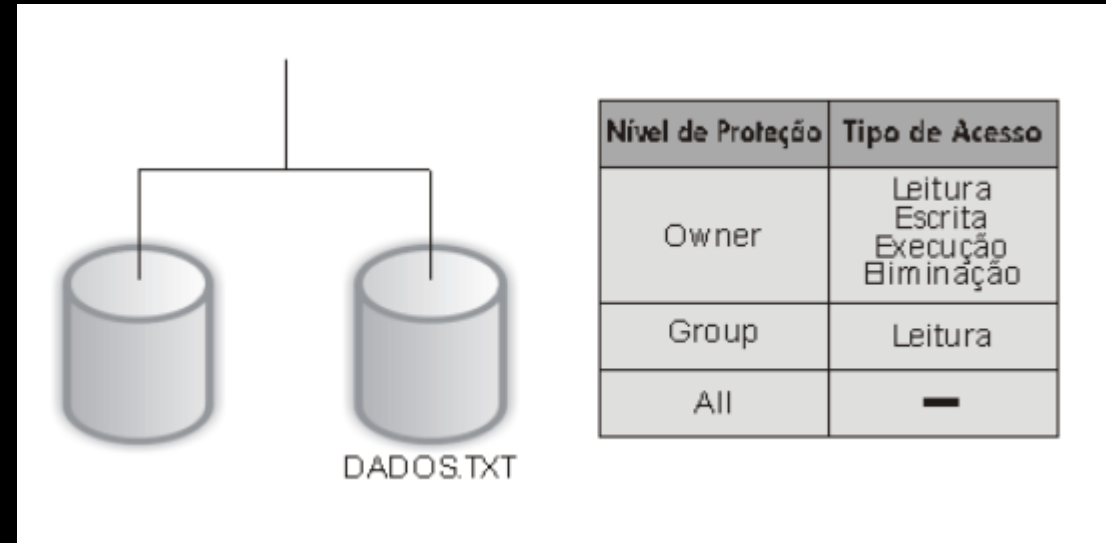 Nível de Proteção Tipo de Acesso
Owner
Leitura
Escrita
Execução
Eliminação
Group Leitura
All
DADOS.TXT